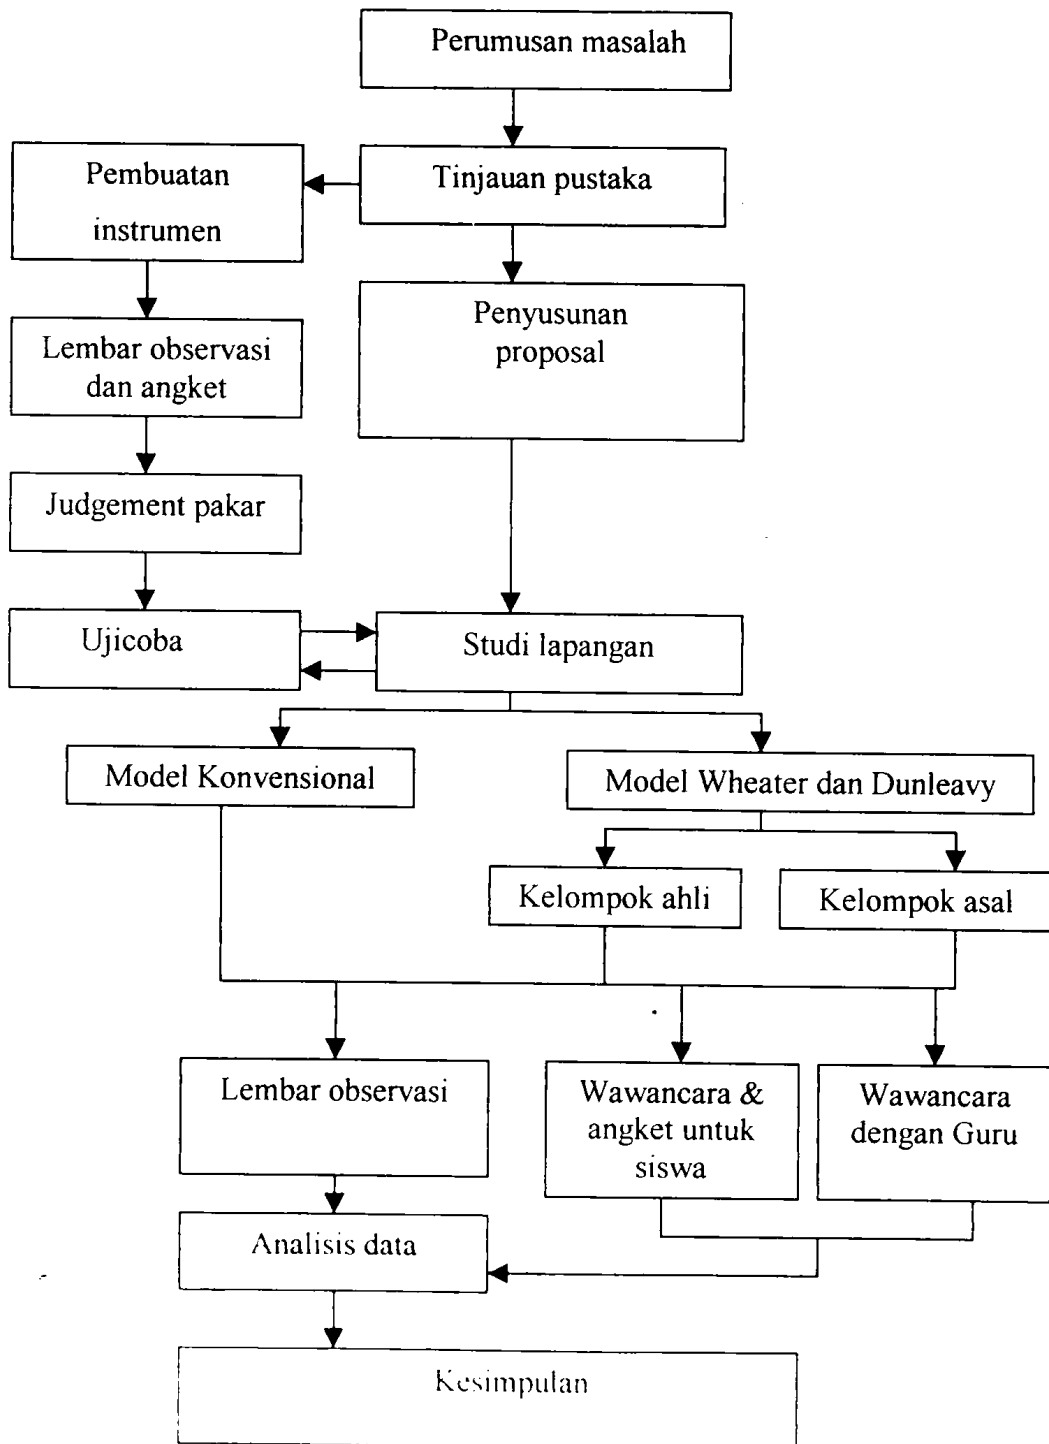 Perumusan masalah
Tinjauan pustaka
Pembuatan
instrumen
Penyusunan
proposal
Lembar observasi
dan angket
Judgement pakar
Ujicoba
Studi lapangan
Model Konvensional
Model Wheater dan Dunleavy
Kelompok ahli
Kelompok asal
Lembar observasi
Wawancara &
angket untuk
siswa
Wawancara
dengan Guru
Analisis data
Kesimpulan